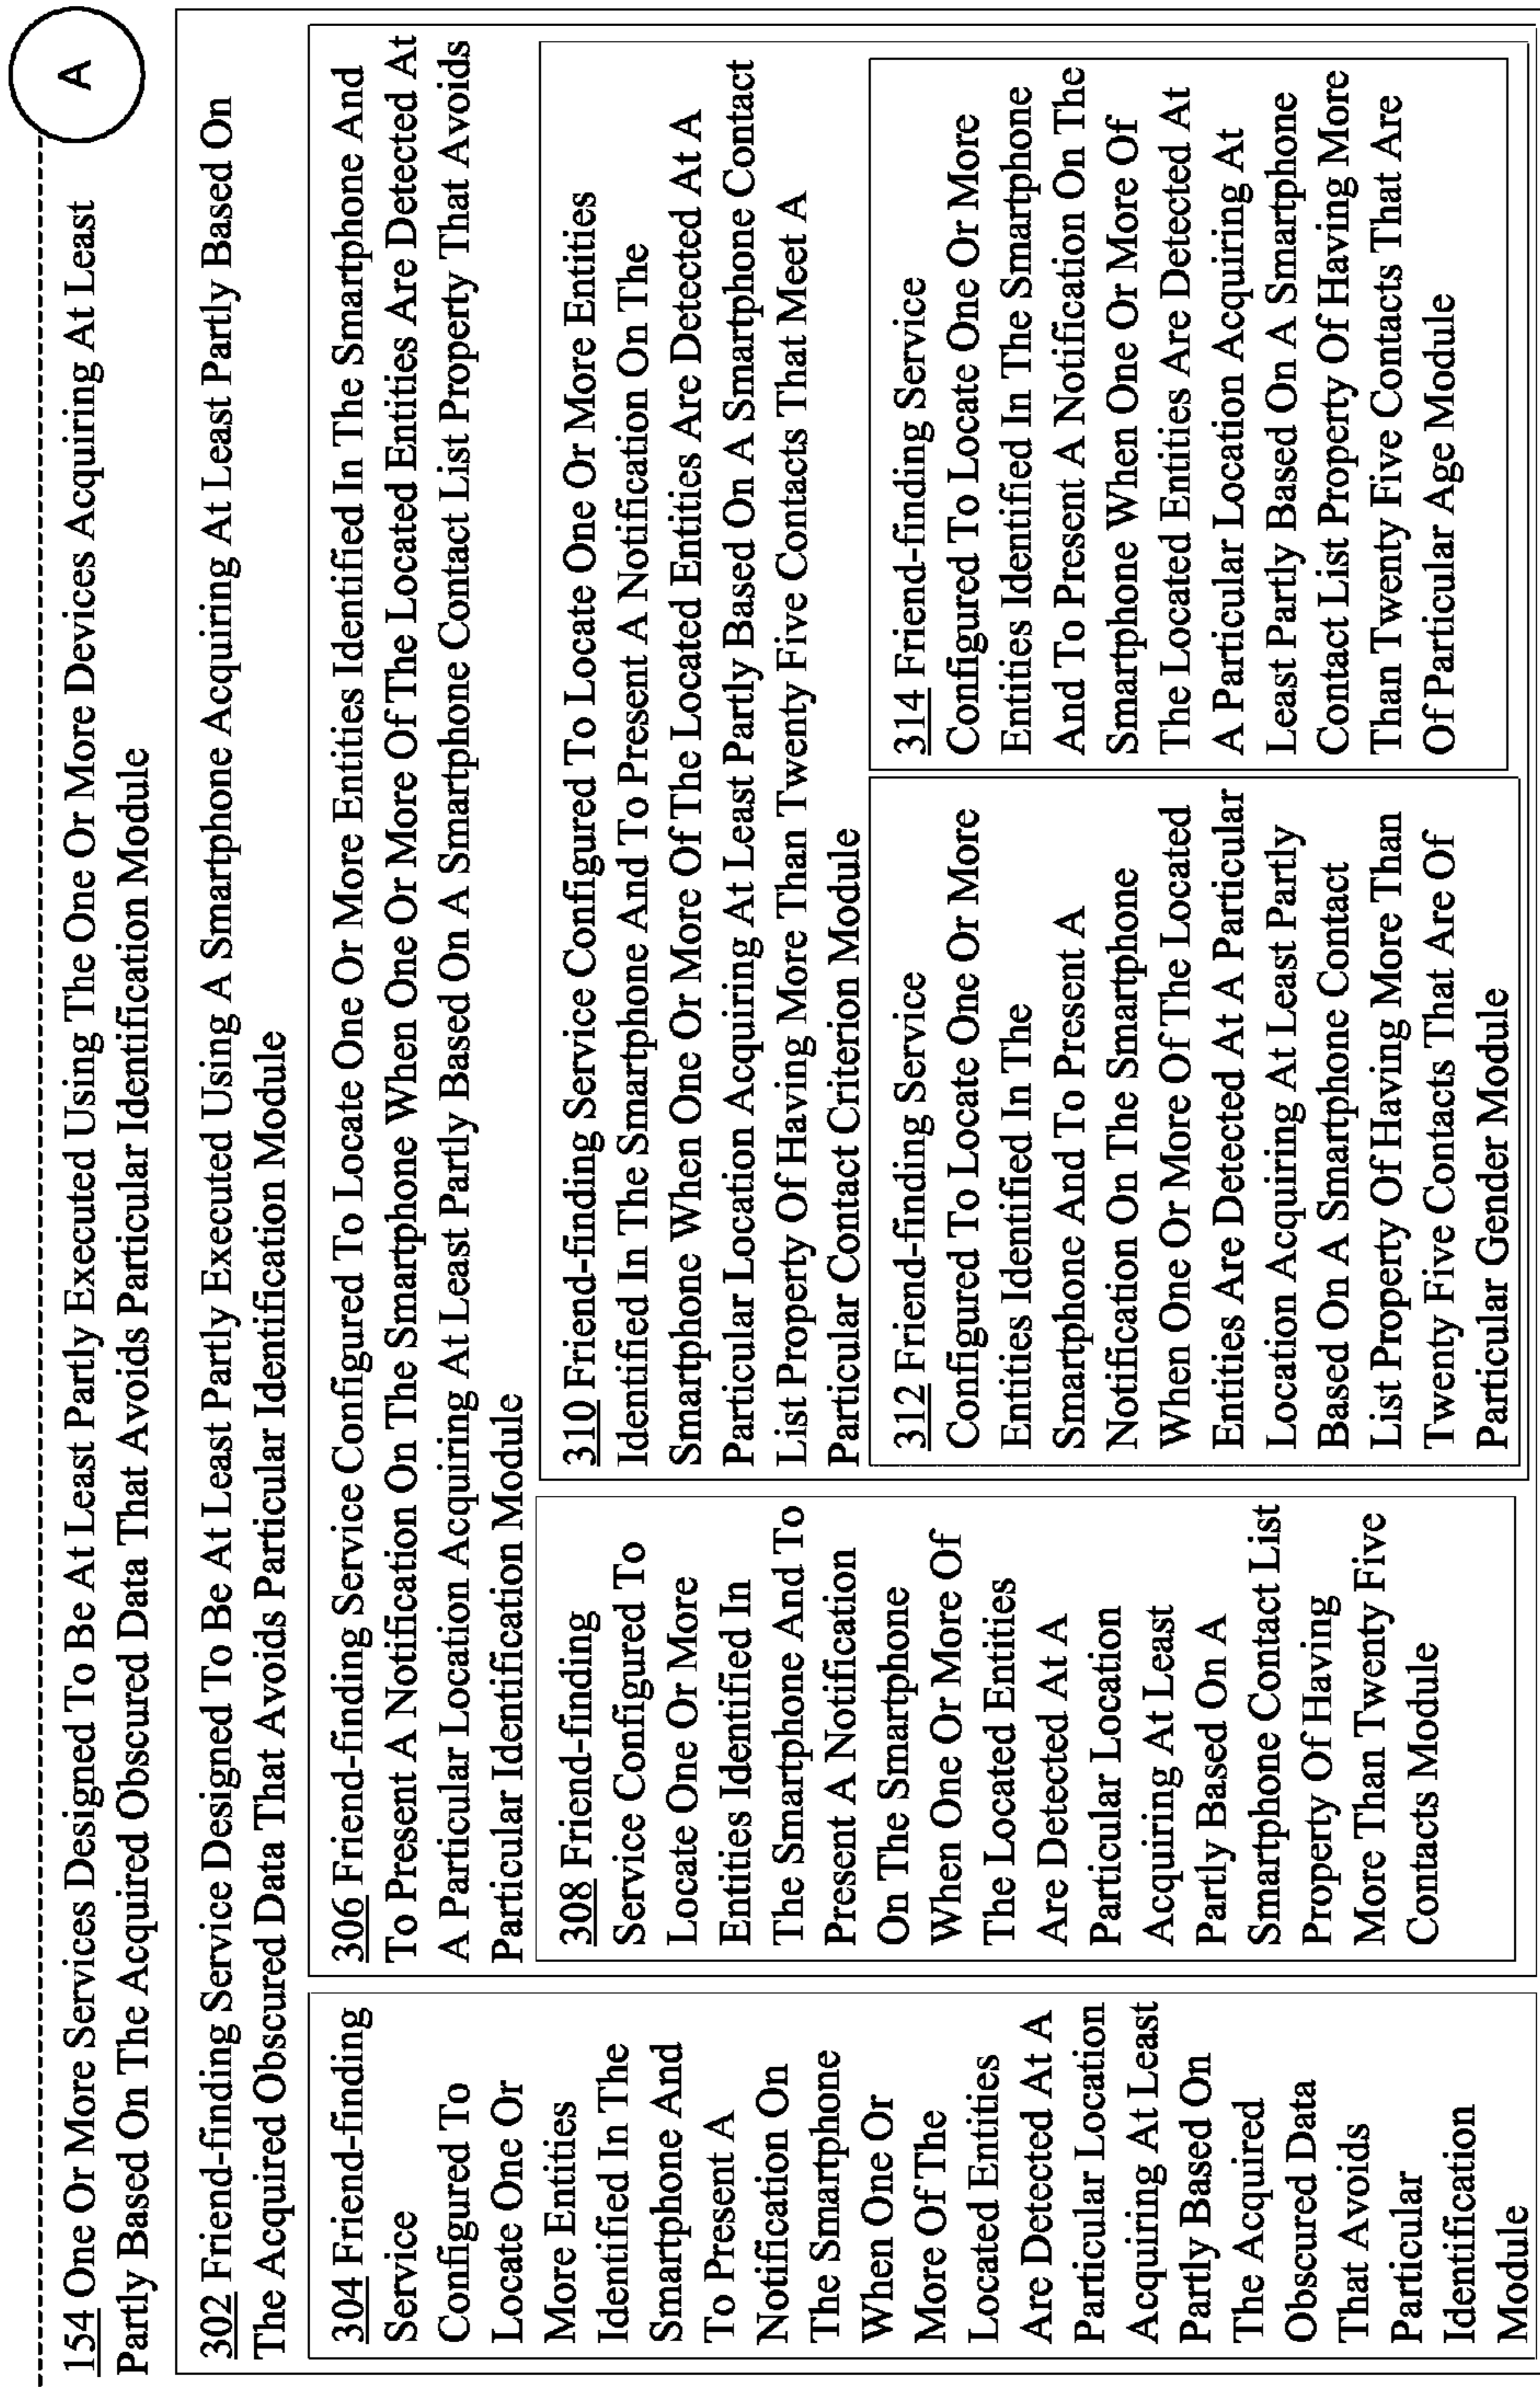 A
154 One Or More Services Designed To Be At Least Partly Executed Using The One Or More Devices Acquiring At Least
Partly Based On The Acquired Obscured Data That Avoids Particular Identification Module
302 Friend-finding Service Designed To Be At Least Partly Executed Using A Smartphone Acquiring At Least Partly Based On
The Acquired Obscured Data That Avoids Particular Identification Module
304 Friend-finding
Service
Configured To
Locate One Or
More Entities
Identified In The
Smartphone And
To Present A
Notification On
The Smartphone
When One Or
More Of The
Located Entities
Are Detected At A
Particular Location
Acquiring At Least
Partly Based On
The Acquired
Obscured Data
That Avoids
Particular
Identification
Module
306 Friend-finding Service Configured To Locate One Or More Entities Identified In The Smartphone And
To Present A Notification On The Smartphone When One Or More Of The Located Entities Are Detected At
A Particular Location Acquiring At Least Partly Based On A Smartphone Contact List Property That Avoids
Particular Identification Module
308 Friend-finding
Service Configured To
Locate One Or More
Entities Identified In
The Smartphone And To
Present A Notification
On The Smartphone
When One Or More Of
The Located Entities
Are Detected At A
Particular Location
Acquiring At Least
Partly Based On A
Smartphone Contact List
Property Of Having
More Than Twenty Five
Contacts Module
310 Friend-finding Service Configured To Locate One Or More Entities
Identified In The Smartphone And To Present A Notification On The
Smartphone When One Or More Of The Located Entities Are Detected At A
Particular Location Acquiring At Least Partly Based On A Smartphone Contact
List Property Of Having More Than Twenty Five Contacts That Meet A
Particular Contact Criterion Module
312 Friend-finding Service
Configured To Locate One Or More
Entities Identified In The
Smartphone And To Present A
Notification On The Smartphone
When One Or More Of The Located
Entities Are Detected At A Particular
Location Acquiring At Least Partly
Based On A Smartphone Contact
List Property Of Having More Than
Twenty Five Contacts That Are Of
Particular Gender Module
314 Friend-finding Service
Configured To Locate One Or More
Entities Identified In The Smartphone
And To Present A Notification On The
Smartphone When One Or More Of
The Located Entities Are Detected At
A Particular Location Acquiring At
Least Partly Based On A Smartphone
Contact List Property Of Having More
Than Twenty Five Contacts That Are
Of Particular Age Module